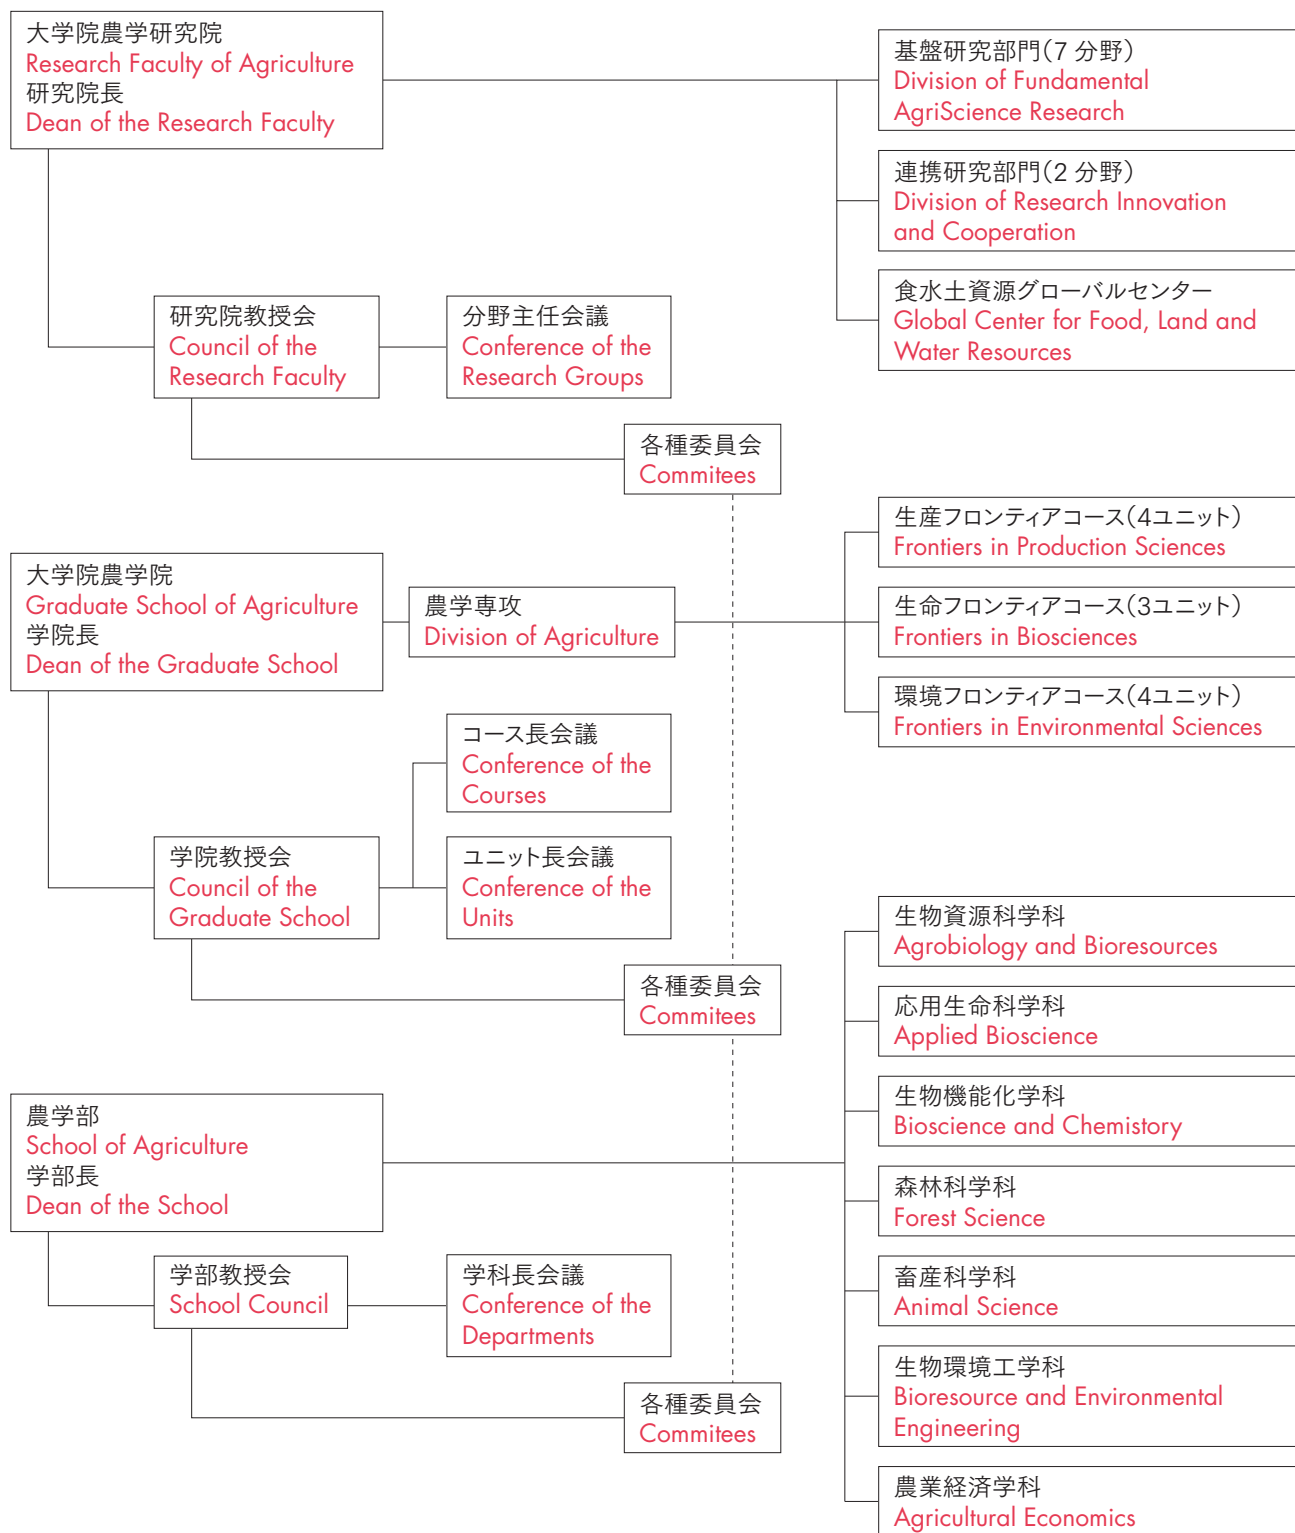 大学院農学研究院
Research Faculty of Agriculture
研究院長
Dean of the Research Faculty
基盤研究部門(7 分野)
Division of Fundamental
AgriScience Research
連携研究部門(2 分野)
Division of Research Innovation
and Cooperation
食水土資源グローバルセンター
Global Center for Food, Land and
Water Resources
研究院教授会
Council of the
Research Faculty
分野主任会議
Conference of the
Research Groups
各種委員会
Commitees
大学院農学院
Graduate School of Agriculture
学院長
Dean of the Graduate School
農学専攻
Division of Agriculture
生産フロンティアコース(4ユニット)
Frontiers in Production Sciences
生命フロンティアコース(3ユニット)
Frontiers in Biosciences
環境フロンティアコース(4ユニット)
Frontiers in Environmental Sciences
コース長会議
Conference of the
Courses
学院教授会
Council of the
Graduate School
ユニット長会議
Conference of the
Units
各種委員会
Commitees
農学部
School of Agriculture
学部長
Dean of the School
生物資源科学科
Agrobiology and Bioresources
応用生命科学科
Applied Bioscience
生物機能化学科
Bioscience and Chemistory
森林科学科
Forest Science
畜産科学科
Animal Science
生物環境工学科
Bioresource and Environmental
Engineering
農業経済学科
Agricultural Economics
学部教授会
School Council
学科長会議
Conference of the
Departments
各種委員会
Commitees